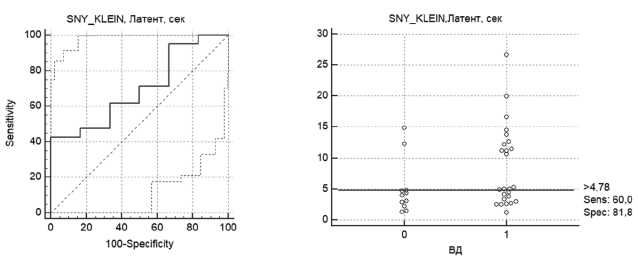 SNY_KLEIN, Латент, сек
100
80
60
40
20
0
Sensitivity
0 20 40 60 80 100
100-Specificity
SNY_KLEIN,Латент, сек
30
25
20
15
10
5
0
>4,78
Sens: 60,0
Spec: 81,8
0 1
ВД